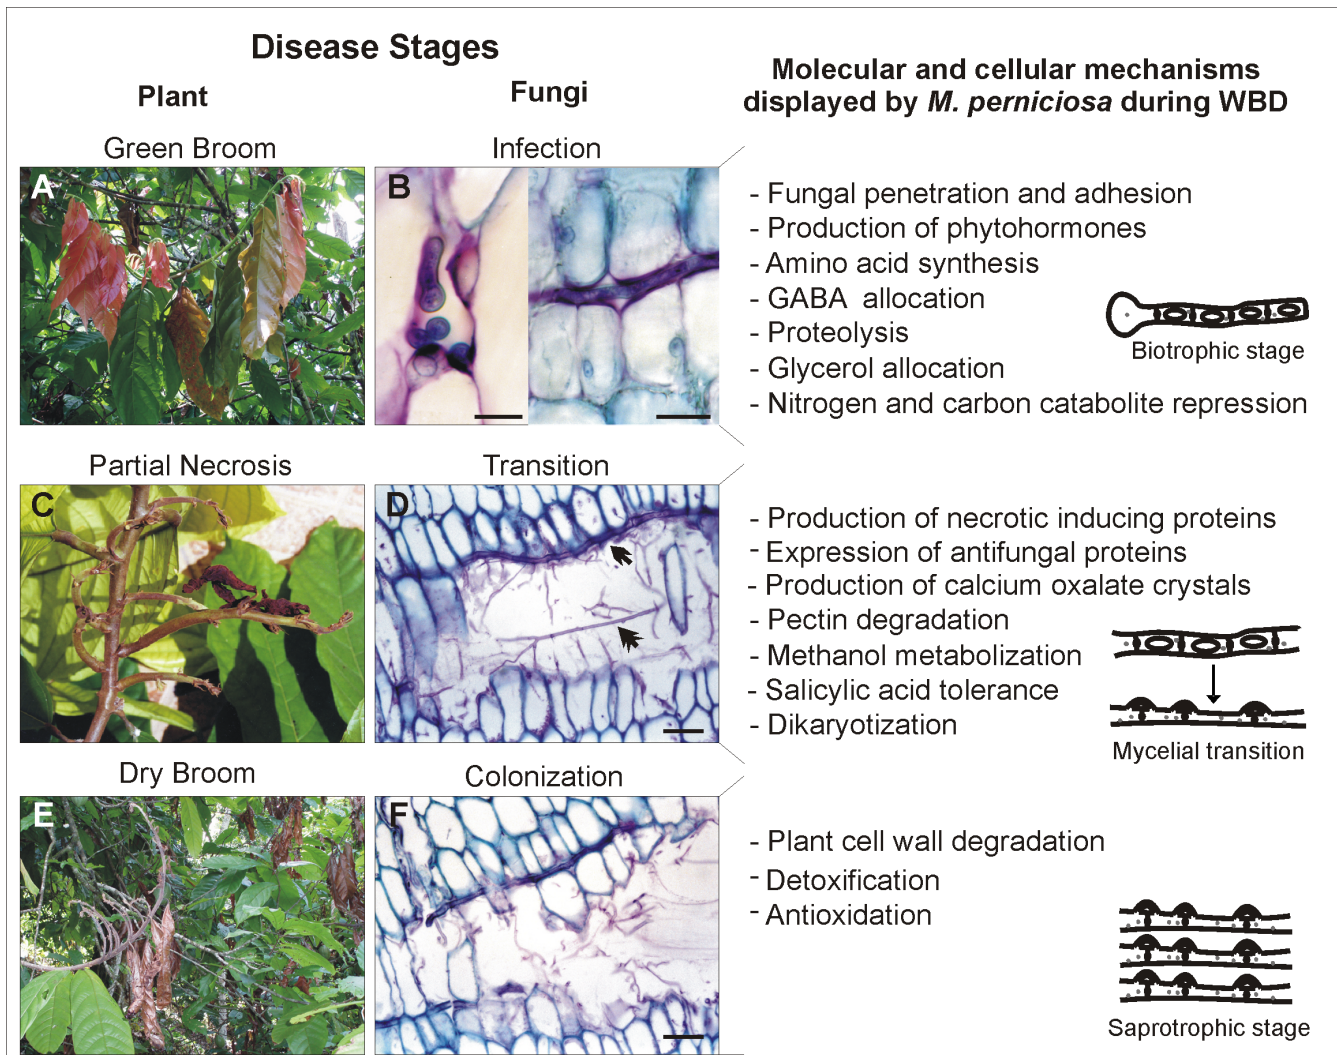 Disease Stages
Plant
Fungi
Molecular and cellular mechanisms
displayed by M. perniciosa during WBD
Green Broom
Infection
A
B
- Fungal penetration and adhesion
- Production of phytohormones
- Amino acid synthesis
- GABA allocation
- Proteolysis
- Glycerol allocation
- Nitrogen and carbon catabolite repression
Biotrophic stage
Partial Necrosis
Transition
C
D
- Production of necrotic inducing proteins
- Expression of antifungal proteins
- Production of calcium oxalate crystals
- Pectin degradation
- Methanol metabolization
- Salicylic acid tolerance
- Dikaryotization
Mycelial transition
Dry Broom
Colonization
E
F
- Plant cell wall degradation
- Detoxification
- Antioxidation
Saprotrophic stage